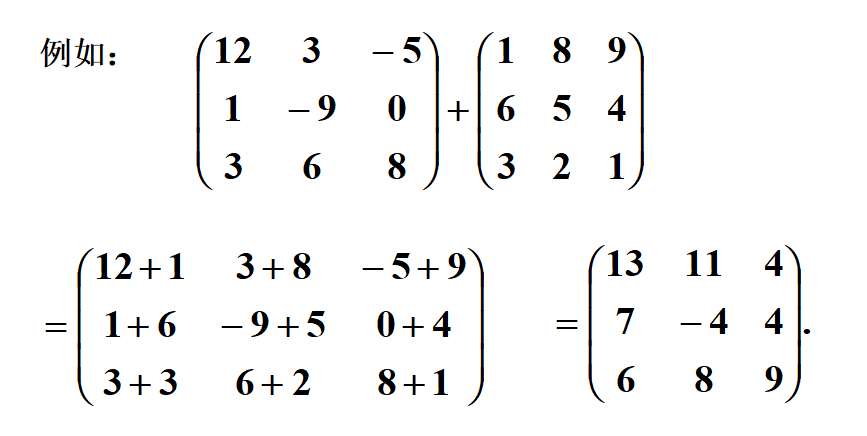 例如： ( 12 3 −5 ) ( 1 8 9 )
( 1 −9 0 ) + ( 6 5 4 )
( 3 6 8 ) ( 3 2 1 )
( 12+1 3+8 −5+9 ) ( 13 11 4 )
= ( 1+6 −9+5 0+4 ) = ( 7 −4 4 ).
( 3+3 6+2 8+1 ) ( 6 8 9 )